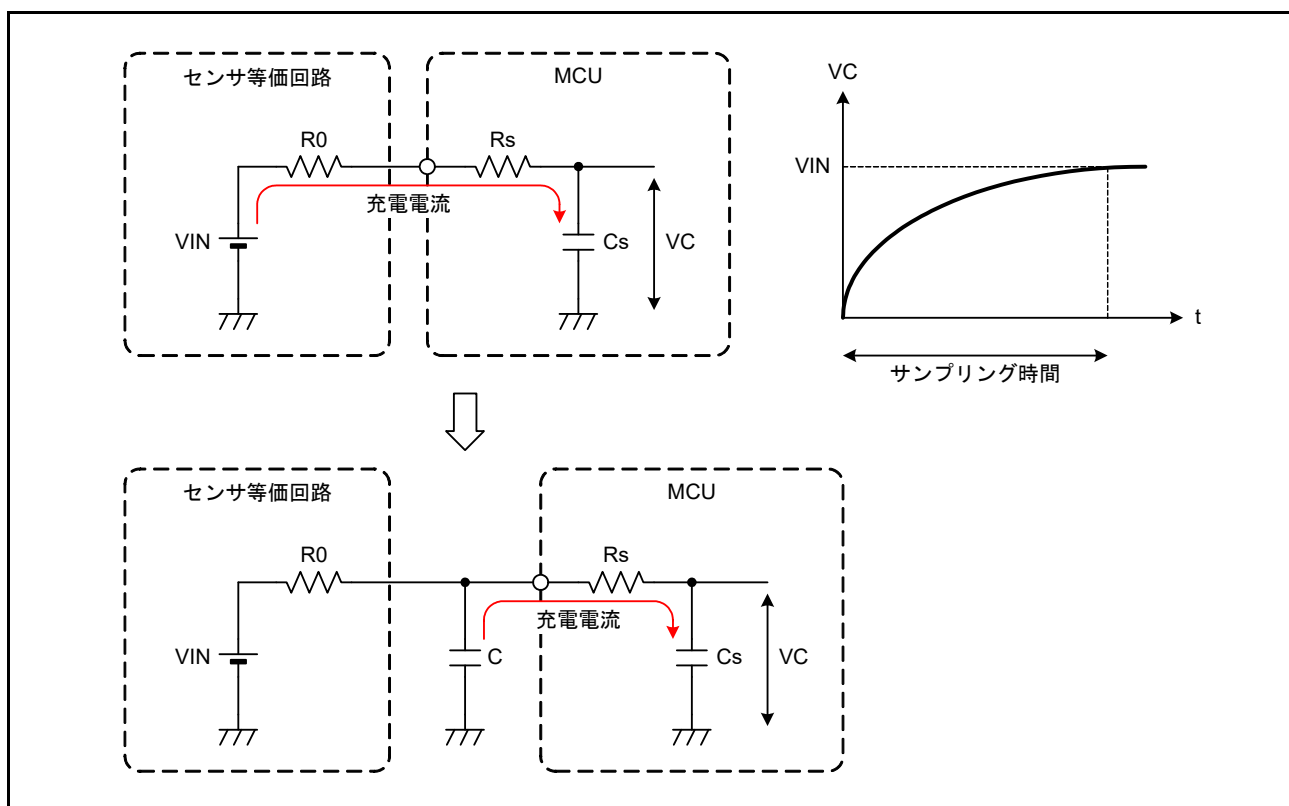 センサ等価回路
MCU
R0
Rs
充電電流
VIN
Cs
VC
VC
VIN
t
サンプリング時間
センサ等価回路
MCU
R0
Rs
充電電流
VIN
C
Cs
VC